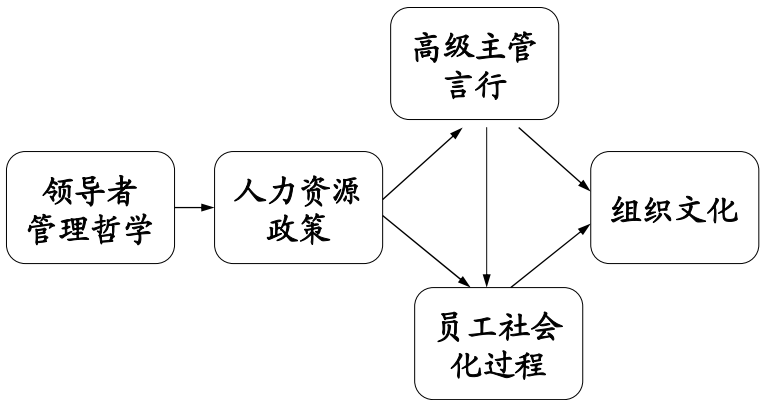 高级主管
言行
领导者
管理哲学
人力资源
政策
组织文化
员工社会
化过程